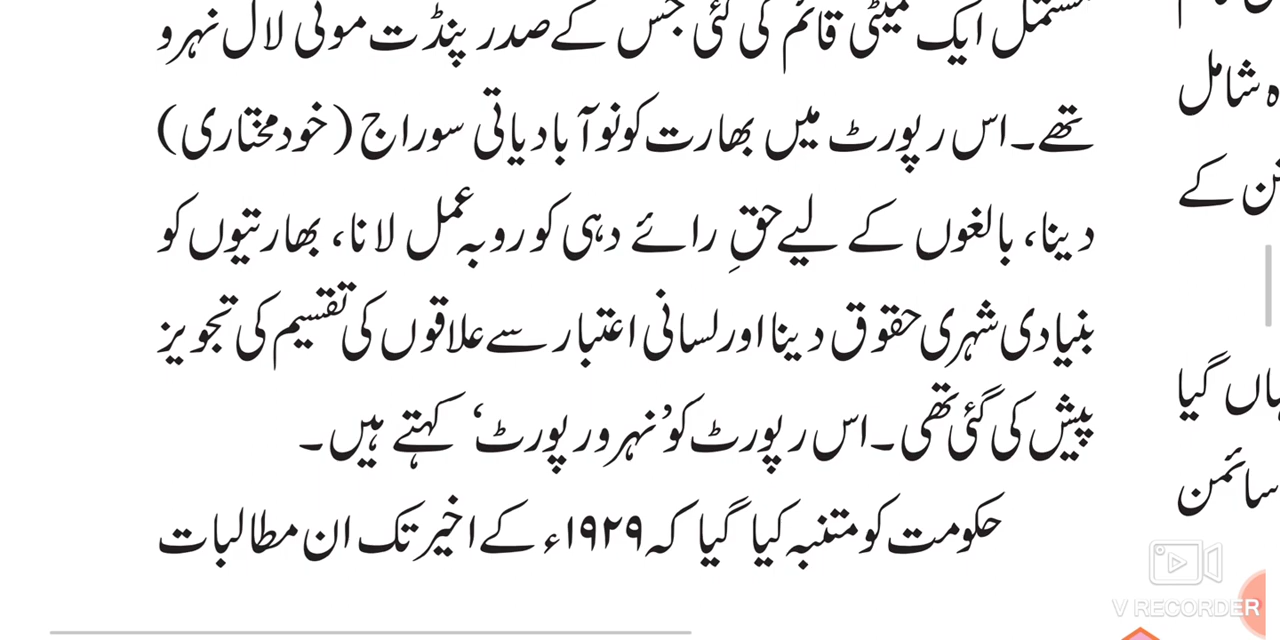 مشتمل ایک کمیٹی قائم کی گئی جس کے صدر پنڈت موتی لال نہرو
تھے۔ اس رپورٹ میں بھارت کو نوآبادیاتی سوراج (خودمختاری)
دینا، بالغوں کے لیے حقِ رائے دہی کو روبہ عمل لانا، بھارتیوں کو
بنیادی شہری حقوق دینا اور لسانی اعتبار سے علاقوں کی تقسیم کی تجویز
پیش کی گئی تھی۔ اس رپورٹ کو ’نہرو رپورٹ‘ کہتے ہیں۔
حکومت کو متنبہ کیا گیا کہ ۱۹۲۹ء کے اخیر تک ان مطالبات
شامل
کے
گیا
سائمن
V RECORDER